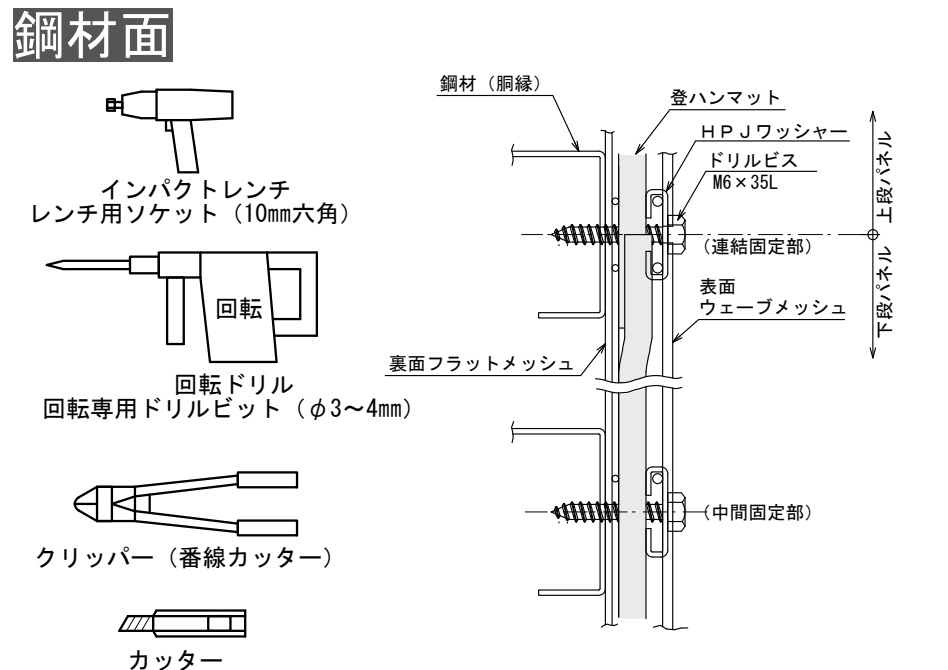 鋼材面
インパクトレンチ
レンチ用ソケット（10mm六角）
回転
回転ドリル
回転専用ドリルビット（φ3～4mm）
クリッパー（番線カッター）
カッター
鋼材（胴縁）
登ハンマット
ＨＰＪワッシャー
ドリルビス
M6×35L
上段パネル
（連結固定部）
下段パネル
表面
ウェーブメッシュ
裏面フラットメッシュ
（中間固定部）